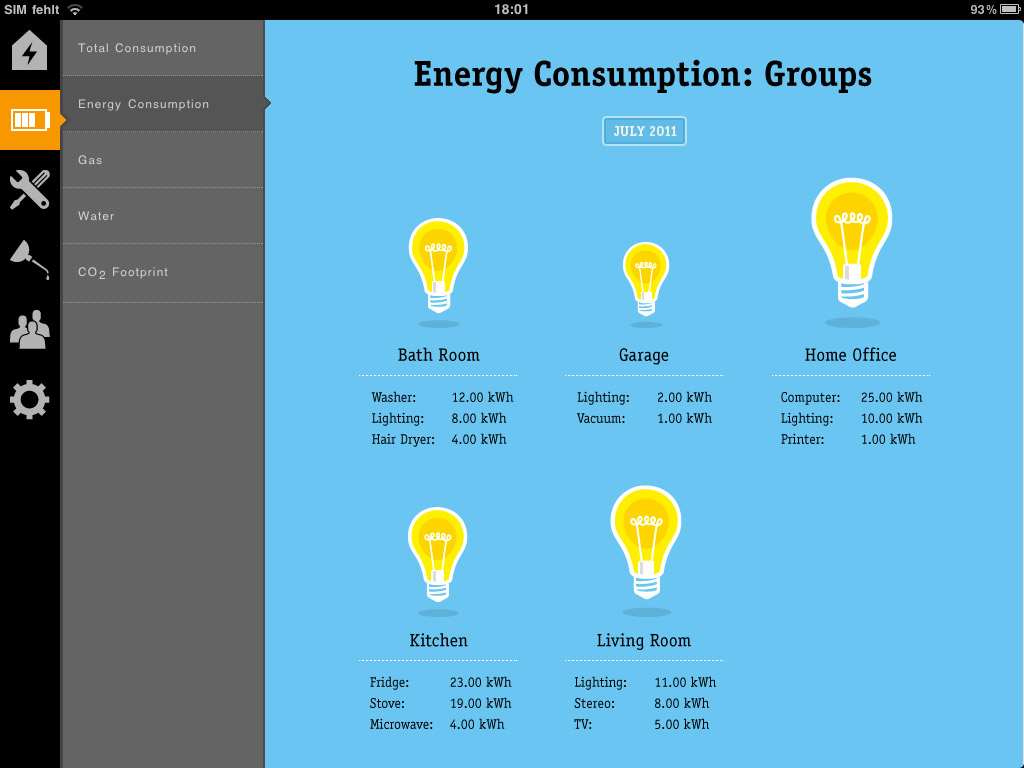 SIM fehlt 18:01 93%
Total Consumption
Energy Consumption
Gas
Water
CO2 Footprint
Energy Consumption: Groups
JULY 2011
Bath Room
Washer: 12.00 kWh
Lighting: 8.00 kWh
Hair Dryer: 4.00 kWh
Garage
Lighting: 2.00 kWh
Vacuum: 1.00 kWh
Home Office
Computer: 25.00 kWh
Lighting: 10.00 kWh
Printer: 1.00 kWh
Kitchen
Fridge: 23.00 kWh
Stove: 19.00 kWh
Microwave: 4.00 kWh
Living Room
Lighting: 11.00 kWh
Stereo: 8.00 kWh
TV: 5.00 kWh